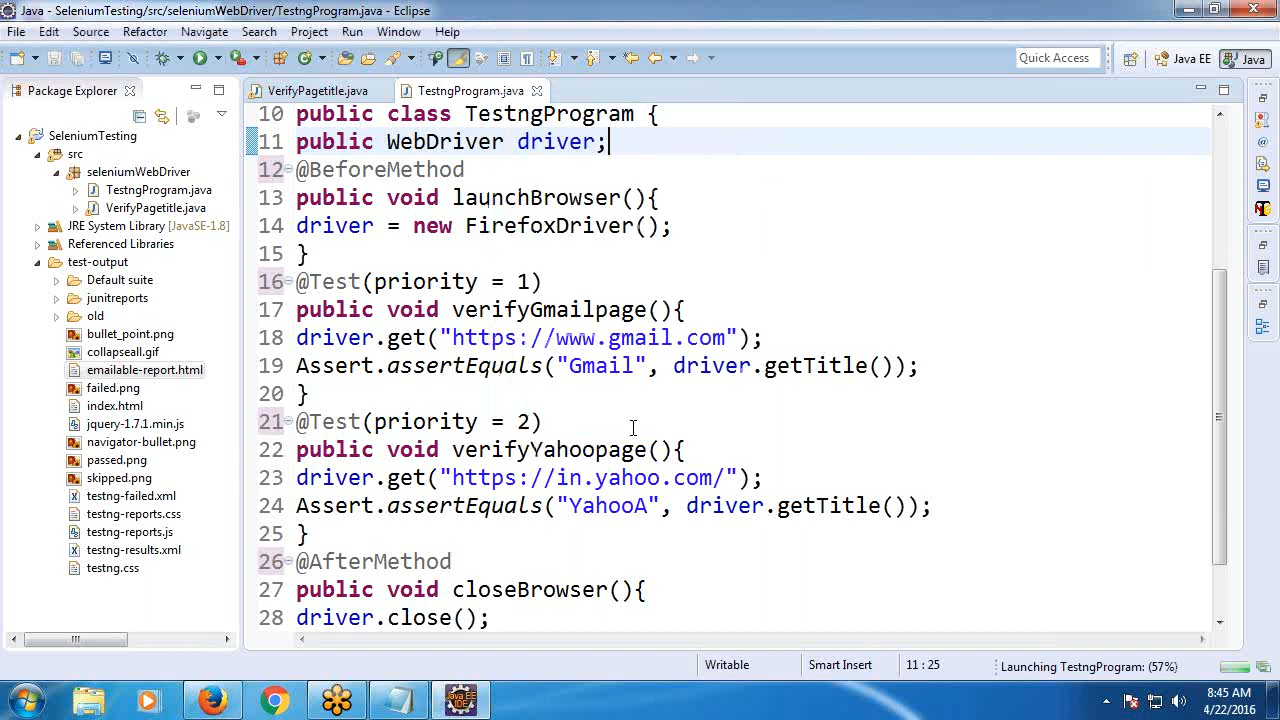 Java - SeleniumTesting/src/seleniumWebDriver/TestngProgram.java - Eclipse
File Edit Source Refactor Navigate Search Project Run Window Help
Quick Access
Java EE
Java
Package Explorer
VerifyPagetitle.java
TestngProgram.java
SeleniumTesting
src
seleniumWebDriver
TestngProgram.java
VerifyPagetitle.java
JRE System Library [JavaSE-1.8]
Referenced Libraries
test-output
Default suite
junitreports
old
bullet_point.png
collapseall.gif
emailable-report.html
failed.png
index.html
jquery-1.7.1.min.js
navigator-bullet.png
passed.png
skipped.png
testng-failed.xml
testng-reports.css
testng-reports.js
testng-results.xml
testng.css
10 public class TestngProgram {
11 public WebDriver driver;
12 @BeforeMethod
13 public void launchBrowser(){
14 driver = new FirefoxDriver();
15 }
16 @Test(priority = 1)
17 public void verifyGmailpage(){
18 driver.get("https://www.gmail.com");
19 Assert.assertEquals("Gmail", driver.getTitle());
20 }
21 @Test(priority = 2)
22 public void verifyYahoopage(){
23 driver.get("https://in.yahoo.com/");
24 Assert.assertEquals("YahooA", driver.getTitle());
25 }
26 @AfterMethod
27 public void closeBrowser(){
28 driver.close();
Writable
Smart Insert
11 : 25
Launching TestngProgram: (57%)
Java EE
IDE
8:45 AM
4/22/2016